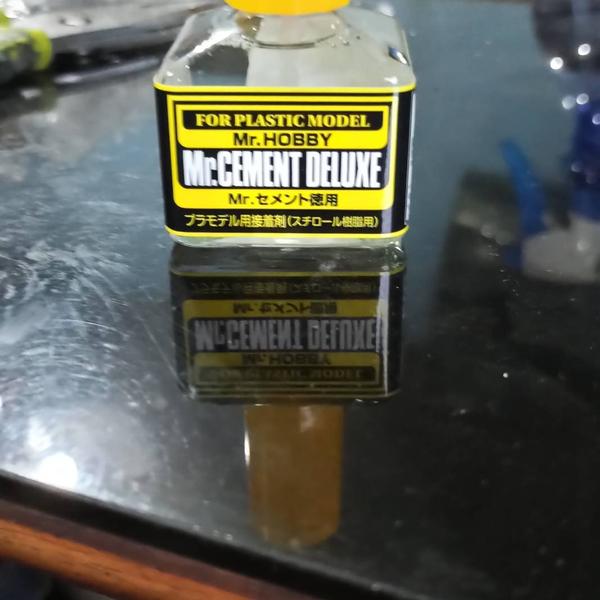 FOR PLASTIC MODEL
Mr.HOBBY
Mr.CEMENT DELUXE
Mr.セメント徳用
プラモデル用接着剤(スチロール樹脂用)